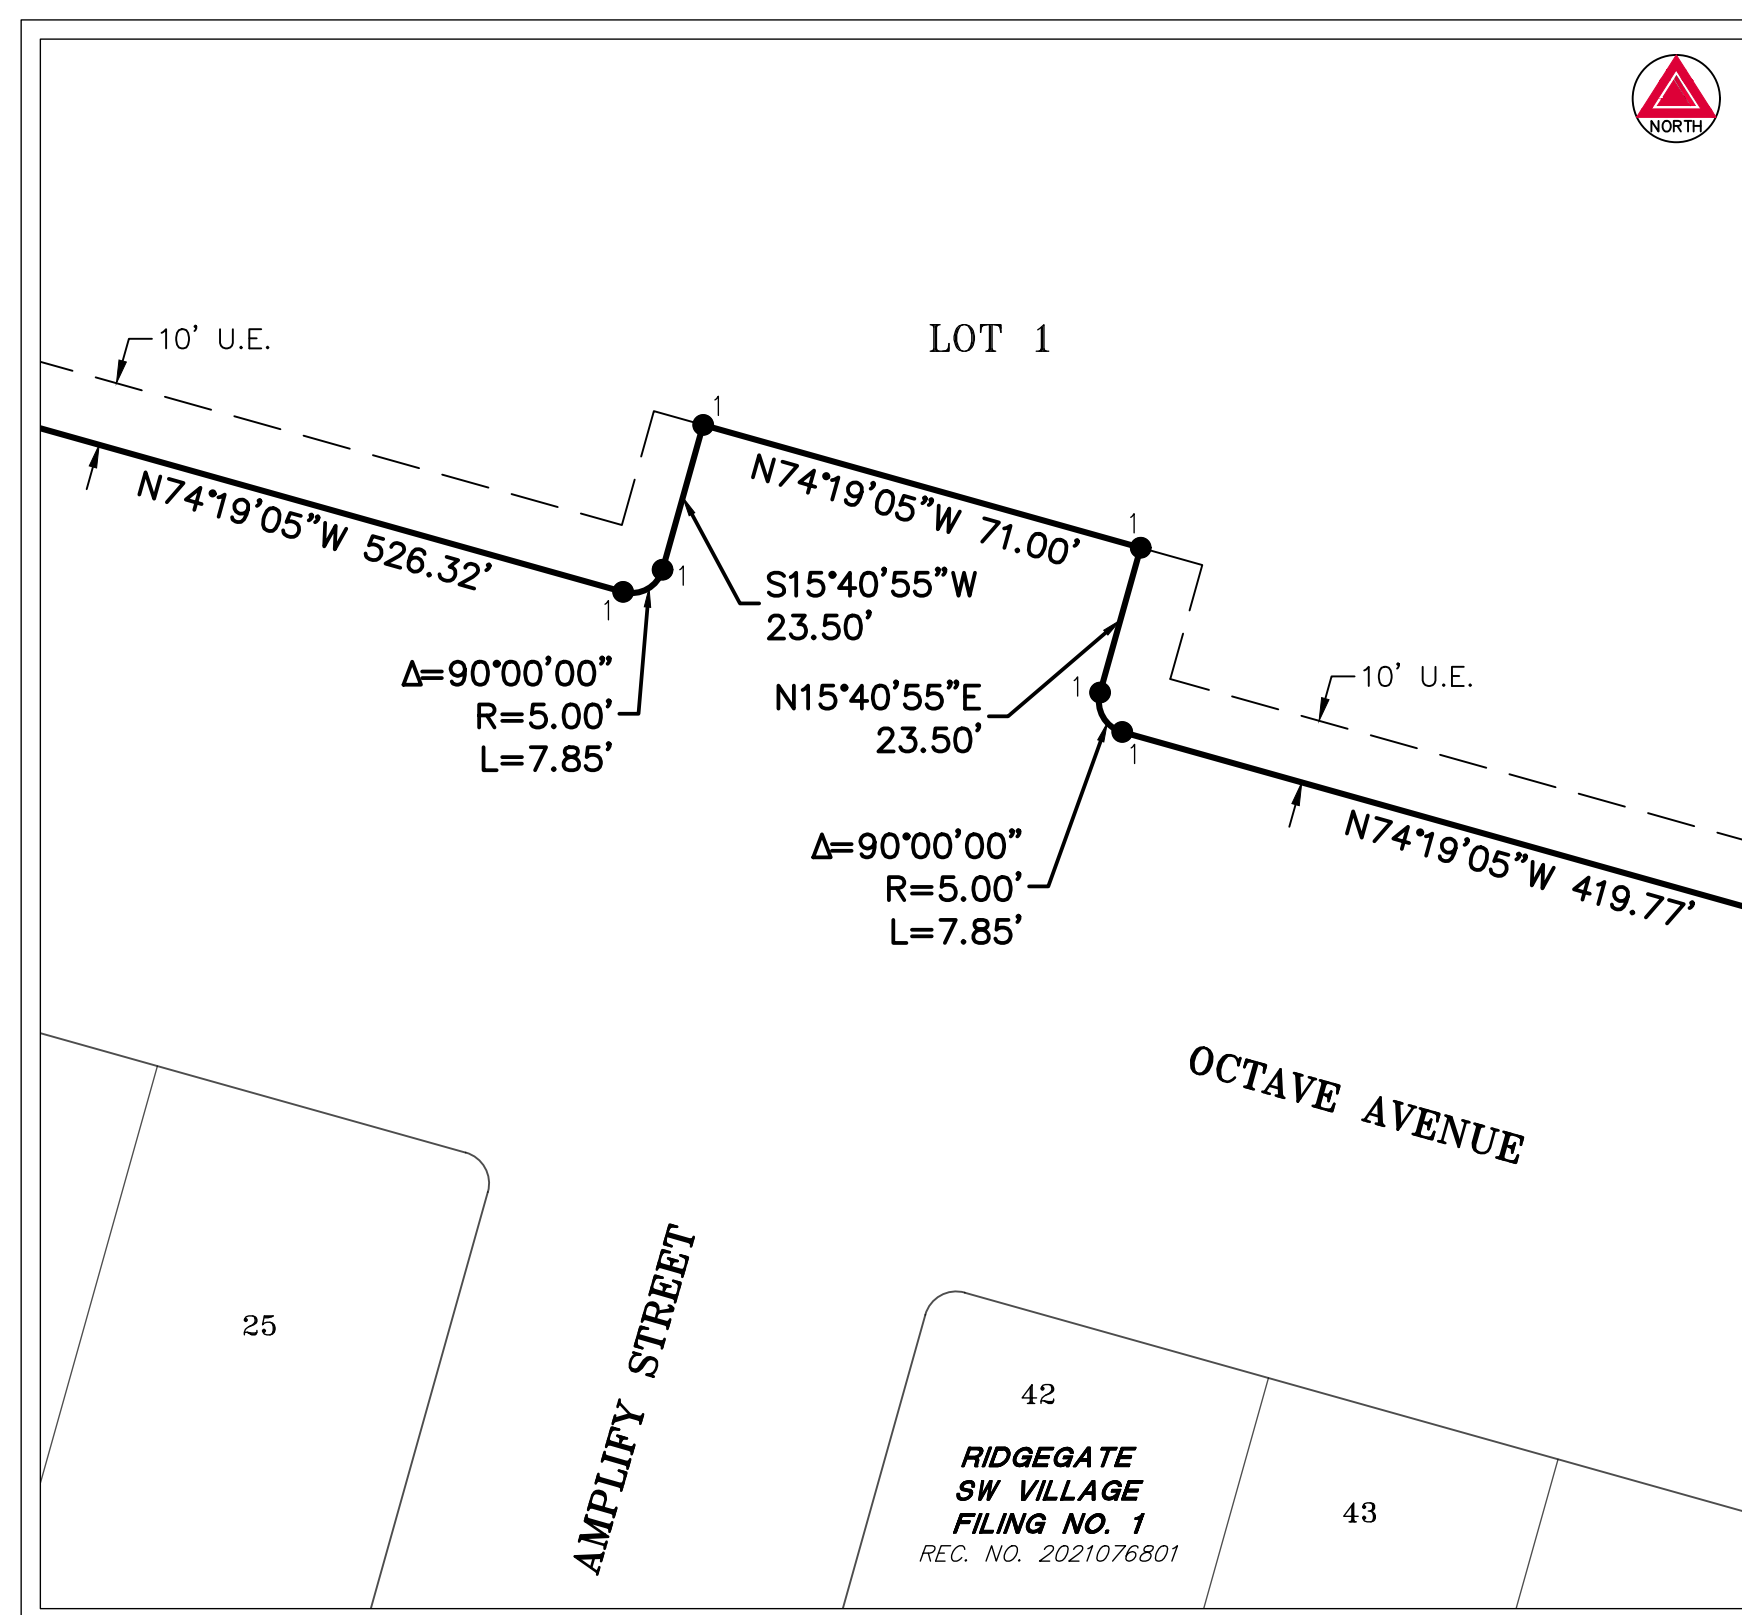 NORTH
10' U.E.
LOT 1
1
N74°19'05"W 526.32'
N74°19'05"W 71.00'
1
1
1
S15°40'55"W
23.50'
Δ=90°00'00"
R=5.00'
L=7.85'
N15°40'55"E
23.50'
1
1
10' U.E.
Δ=90°00'00"
R=5.00'
L=7.85'
N74°19'05"W 419.77'
OCTAVE AVENUE
AMPLIFY STREET
25
42
RIDGEGATE
SW VILLAGE
FILING NO. 1
REC. NO. 2021076801
43